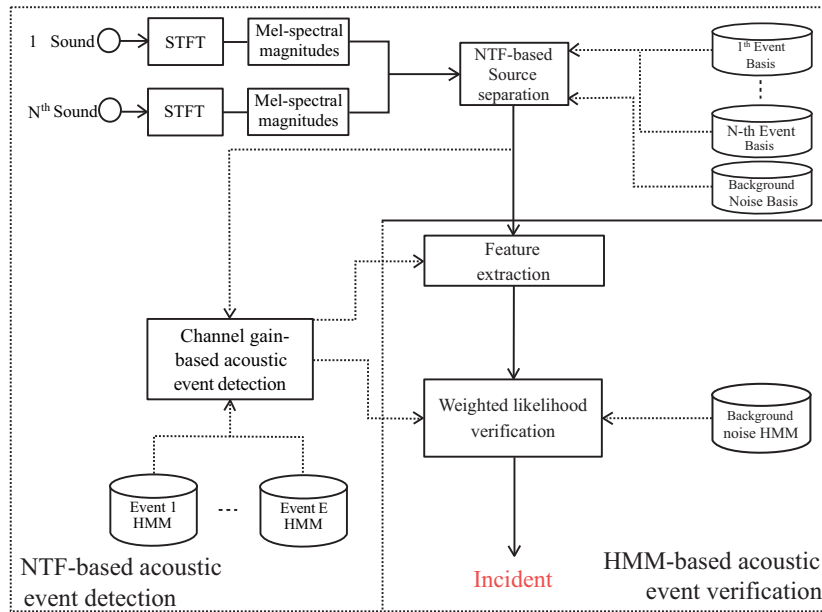 1 Sound
STFT
Mel-spectral
magnitudes
Nth Sound
STFT
Mel-spectral
magnitudes
NTF-based
Source
separation
1th Event
Basis
N-th Event
Basis
Background
Noise Basis
Feature
extraction
Channel gain-
based acoustic
event detection
Weighted likelihood
verification
Background
noise HMM
Event 1
HMM
Event E
HMM
Incident
NTF-based acoustic
event detection
HMM-based acoustic
event verification